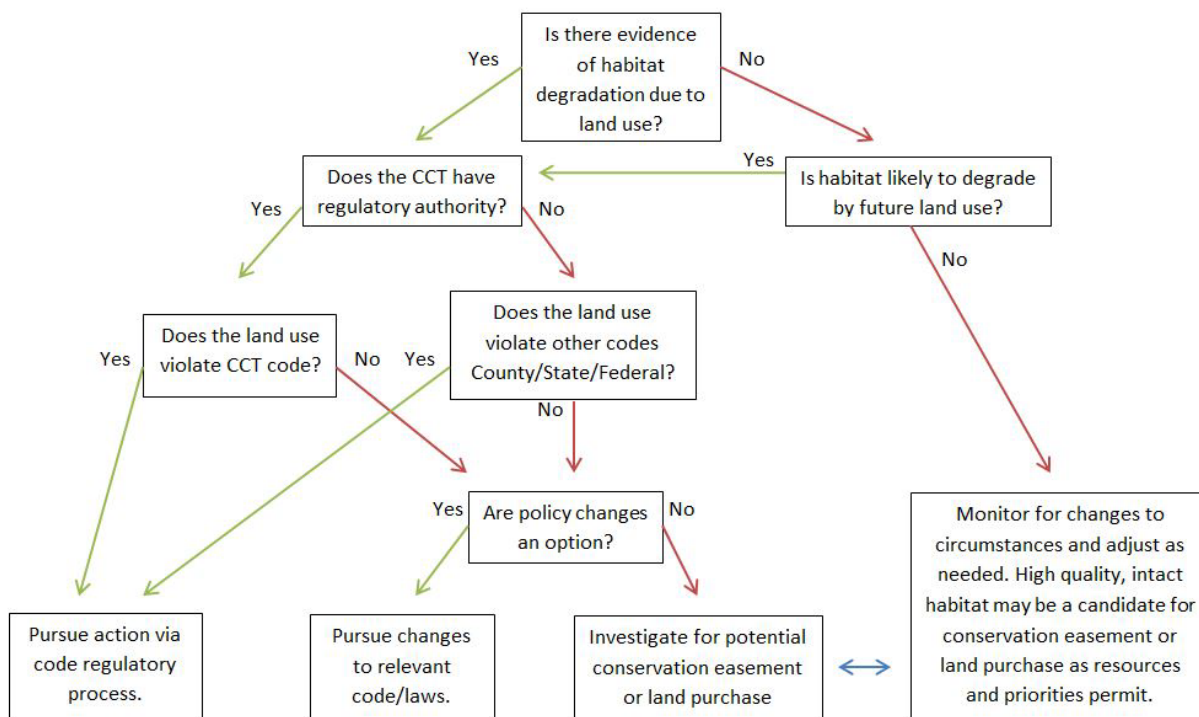 Is there evidence
of habitat
degradation due to
land use?
Yes
No
Does the CCT have
regulatory authority?
Yes
Is habitat likely to degrade
by future land use?
Yes
No
No
Does the land use
violate CCT code?
Does the land use
violate other codes
County/State/Federal?
Yes
No
Yes
No
Are policy changes
an option?
Yes
No
Pursue action via
code regulatory
process.
Pursue changes
to relevant
code/laws.
Investigate for potential
conservation easement
or land purchase
Monitor for changes to
circumstances and adjust as
needed. High quality, intact
habitat may be a candidate for
conservation easement or
land purchase as resources
and priorities permit.